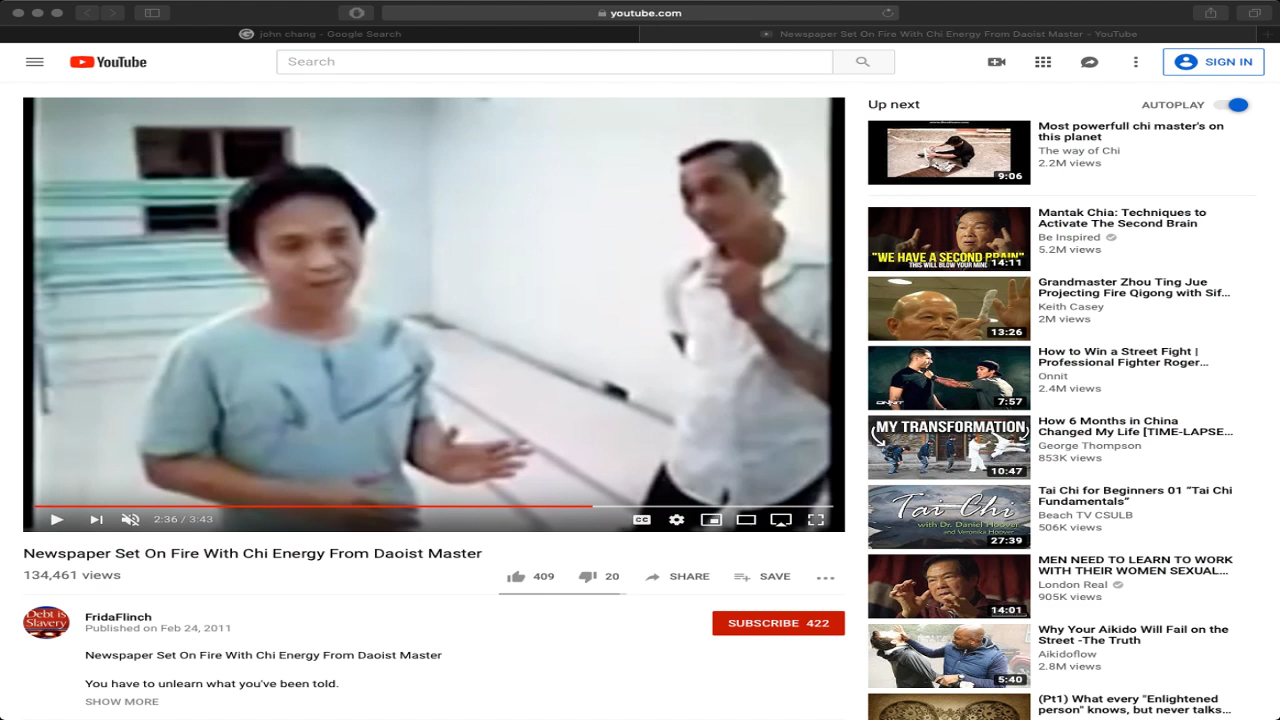 youtube.com
john chang - Google Search
Newspaper Set On Fire With Chi Energy From Daoist Master - YouTube
YouTube
Search
SIGN IN
2:36 / 3:43
CC
Newspaper Set On Fire With Chi Energy From Daoist Master
134,461 views
409
20
SHARE
SAVE
Debt is
Slavery
FridaFlinch
Published on Feb 24, 2011
SUBSCRIBE 422
Newspaper Set On Fire With Chi Energy From Daoist Master
You have to unlearn what you've been told.
SHOW MORE
Up next
AUTOPLAY
9:06
Most powerfull chi master's on
this planet
The way of Chi
2.2M views
"WE HAVE A SECOND BRAIN"
THIS WILL BLOW YOUR MIND
14:11
Mantak Chia: Techniques to
Activate The Second Brain
Be Inspired
5.2M views
13:26
Grandmaster Zhou Ting Jue
Projecting Fire Qigong with Sif...
Keith Casey
2M views
ONNIT
7:57
How to Win a Street Fight |
Professional Fighter Roger...
Onnit
2.4M views
MY TRANSFORMATION
10:47
How 6 Months in China
Changed My Life [TIME-LAPSE...
George Thompson
853K views
Tai Chi
with Dr. Daniel Hoover
and Veronika Hoover
27:39
Tai Chi for Beginners 01 "Tai Chi
Fundamentals"
Beach TV CSULB
506K views
14:01
MEN NEED TO LEARN TO WORK
WITH THEIR WOMEN SEXUAL...
London Real
905K views
5:40
Why Your Aikido Will Fail on the
Street -The Truth
Aikidoflow
2.8M views
(Pt1) What every "Enlightened
person" knows, but never talks...